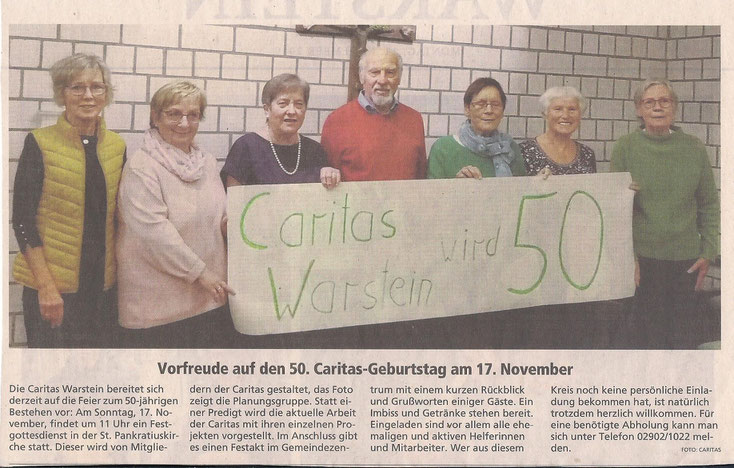 WARSTEIN
Caritas wird 50
Warstein
Vorfreude auf den 50. Caritas-Geburtstag am 17. November
Die Caritas Warstein bereitet sich
derzeit auf die Feier zum 50-jährigen
Bestehen vor: Am Sonntag, 17. No-
vember, findet um 11 Uhr ein Fest-
gottesdienst in der St. Pankratiuskir-
che statt. Dieser wird von Mitglie-
dern der Caritas gestaltet, das Foto
zeigt die Planungsgruppe. Statt ei-
ner Predigt wird die aktuelle Arbeit
der Caritas mit ihren einzelnen Pro-
jekten vorgestellt. Im Anschluss gibt
es einen Festakt im Gemeindezen-
trum mit einem kurzen Rückblick
und Grußworten einiger Gäste. Ein
Imbiss und Getränke stehen bereit.
Eingeladen sind vor allem alle ehe-
maligen und aktiven Helferinnen
und Mitarbeiter. Wer aus diesem
Kreis noch keine persönliche Einla-
dung bekommen hat, ist natürlich
trotzdem herzlich willkommen. Für
eine benötigte Abholung kann man
sich unter Telefon 02902/1022 mel-
den.
FOTO: CARITAS